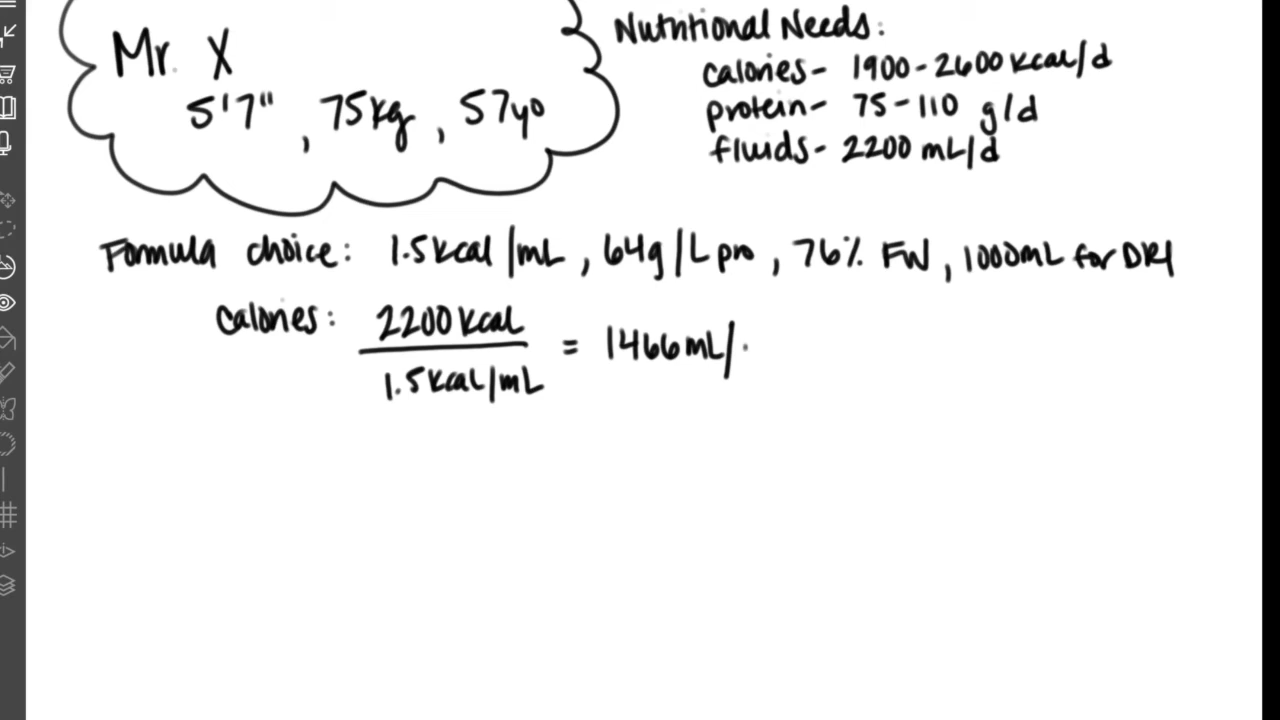 Mr. X
5'7", 75kg, 57yo
Nutritional Needs:
calories- 1900-2600 kcal/d
protein- 75-110 g/d
fluids- 2200 mL/d
Formula choice: 1.5kcal/mL, 64g/L pro, 76% FW, 1000mL for DRI
calories: 2200 kcal
1.5kcal/mL
= 1466mL/